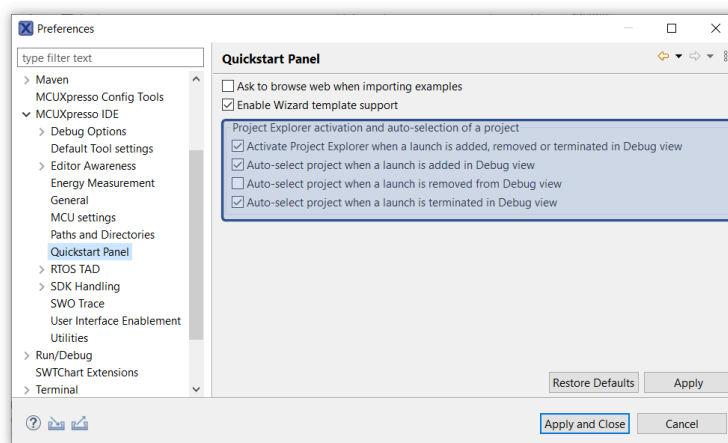 Preferences
type filter text
Maven
MCUXpresso Config Tools
MCUXpresso IDE
Debug Options
Default Tool settings
Editor Awareness
Energy Measurement
General
MCU settings
Paths and Directories
Quickstart Panel
RTOS TAD
SDK Handling
SWO Trace
User Interface Enablement
Utilities
Run/Debug
SWTChart Extensions
Terminal
Quickstart Panel
Ask to browse web when importing examples
Enable Wizard template support
Project Explorer activation and auto-selection of a project
Activate Project Explorer when a launch is added, removed or terminated in Debug view
Auto-select project when a launch is added in Debug view
Auto-select project when a launch is removed from Debug view
Auto-select project when a launch is terminated in Debug view
Restore Defaults
Apply
Apply and Close
Cancel